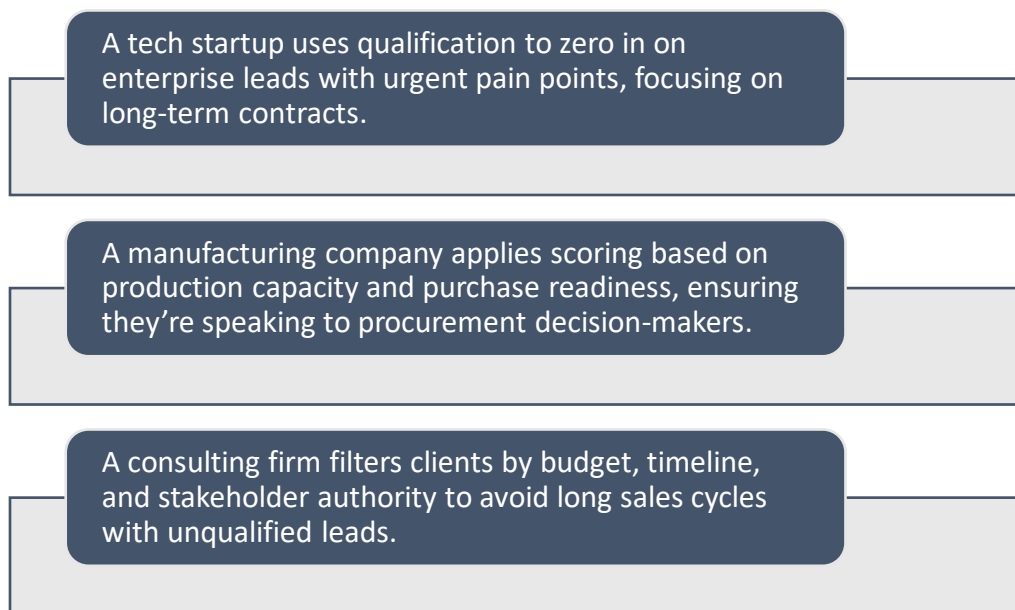 A tech startup uses qualification to zero in on
enterprise leads with urgent pain points, focusing on
long-term contracts.
A manufacturing company applies scoring based on
production capacity and purchase readiness, ensuring
they’re speaking to procurement decision-makers.
A consulting firm filters clients by budget, timeline,
and stakeholder authority to avoid long sales cycles
with unqualified leads.